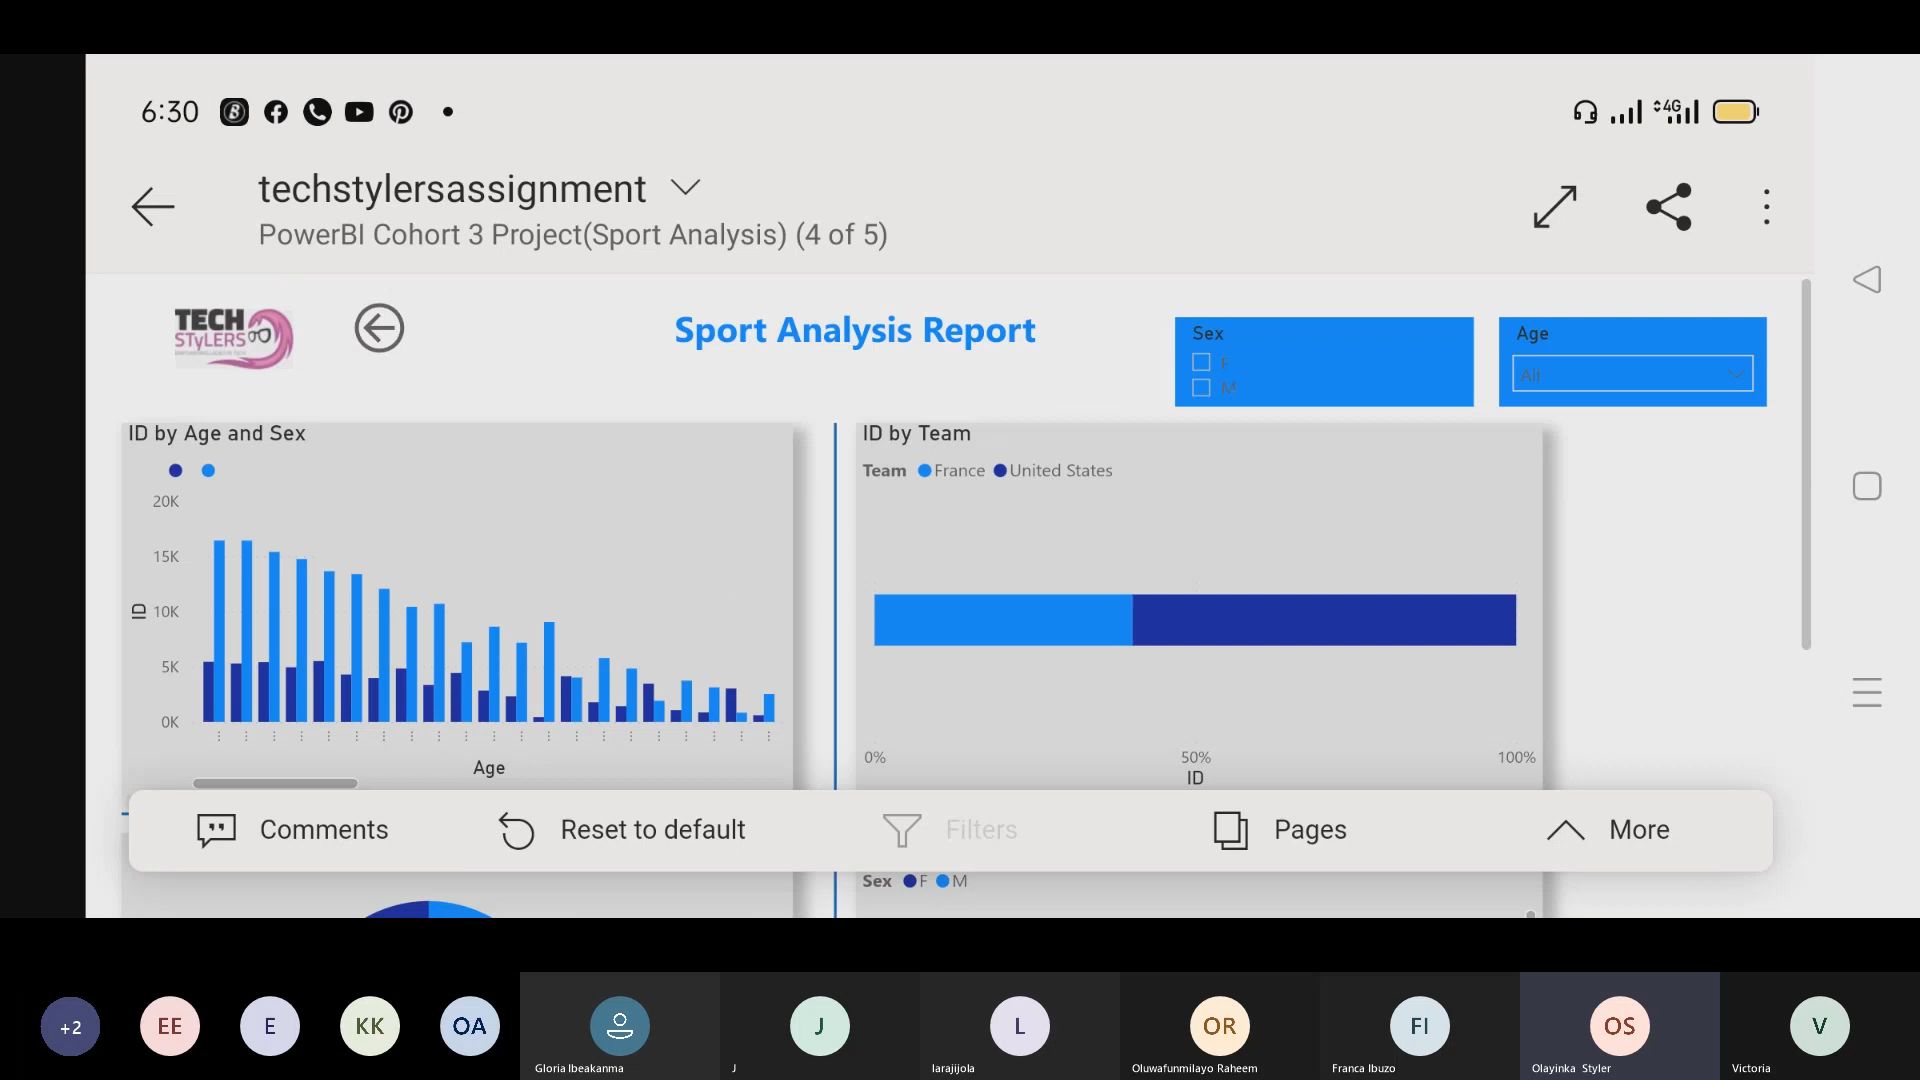 6:30
4G
techstylersassignment
PowerBI Cohort 3 Project(Sport Analysis) (4 of 5)
TECH
STyLERS
Sport Analysis Report
Sex
F
M
Age
All
ID by Age and Sex
20K
15K
10K
5K
0K
ID
Age
ID by Team
Team France United States
0% 50% 100%
ID
Comments Reset to default Filters Pages More
Sex F M
+2 EE E KK OA J L OR FI OS V
Gloria Ibeakanma J larajijola Oluwafunmilayo Raheem Franca Ibuzo Olayinka Styler Victoria